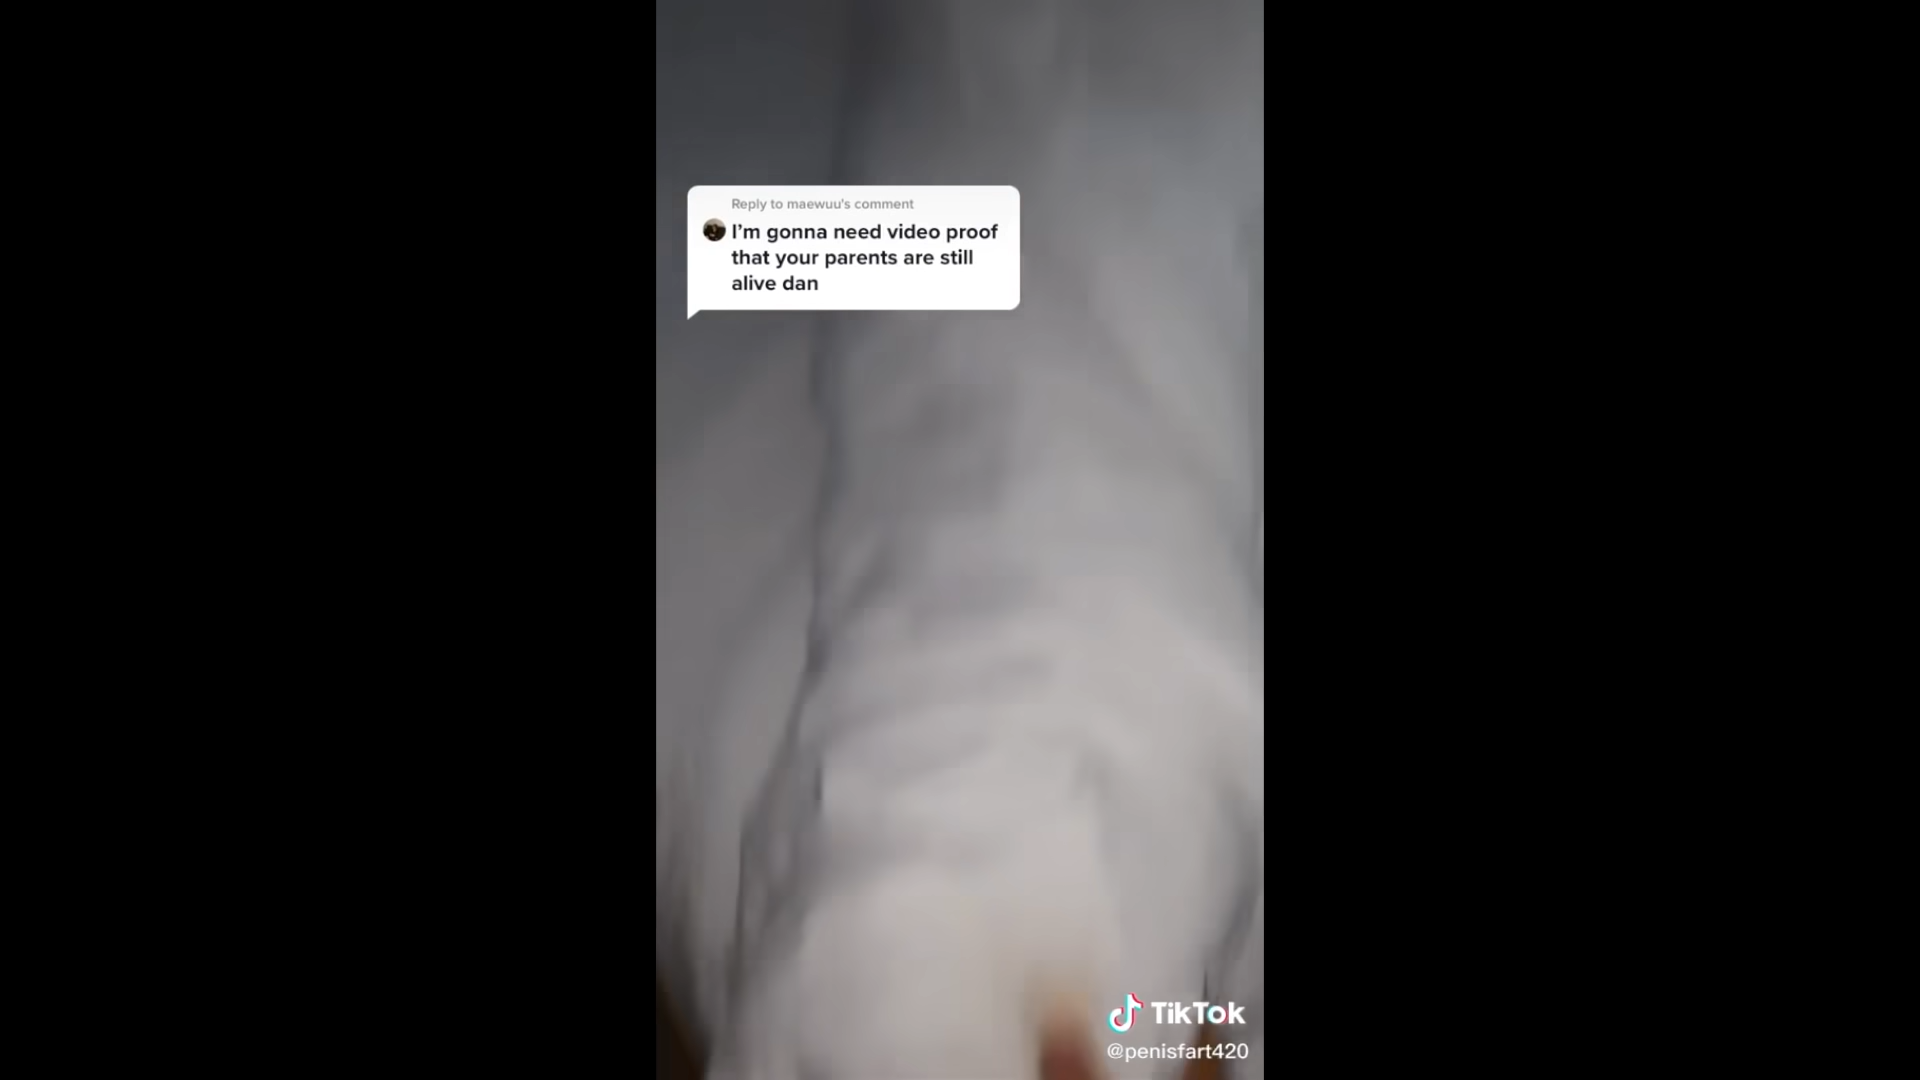 Reply to maewuu's comment
I'm gonna need video proof
that your parents are still
alive dan
TikTok
@penisfart420